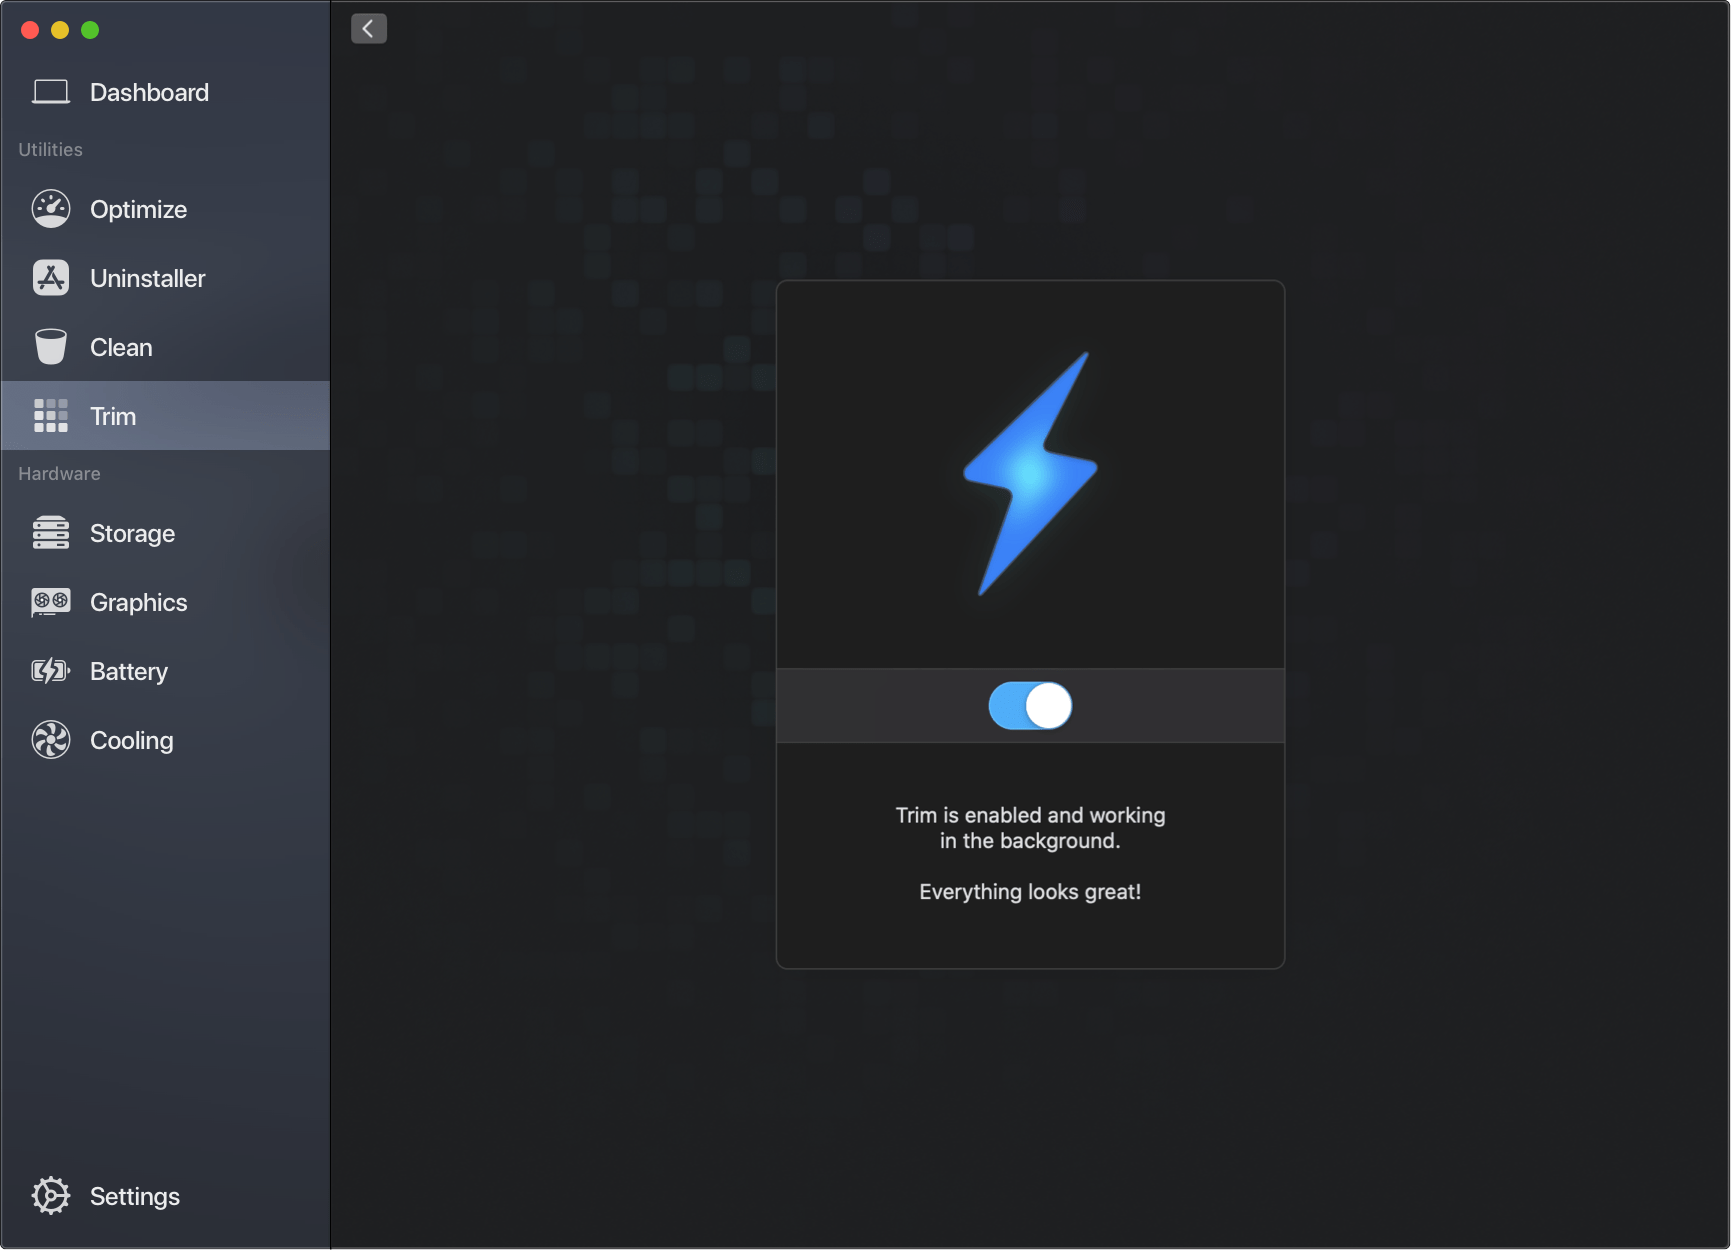 Dashboard
Utilities
Optimize
Uninstaller
Clean
Trim
Hardware
Storage
Graphics
Battery
Cooling
Settings
Trim is enabled and working
in the background.
Everything looks great!